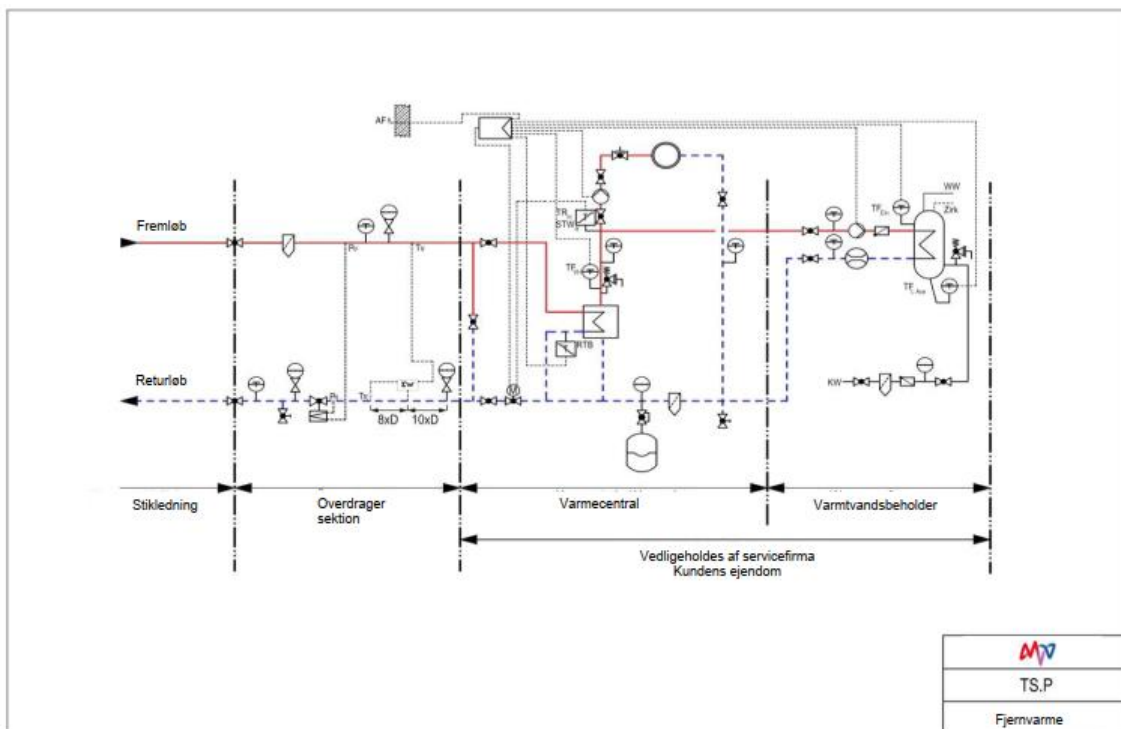 AF
WW
TF
Zirk
TR
STW
Fremløb
TF
TF
RTB
M
Returløb
KW
8xD
10xD
Stikledning
Overdrager
sektion
Varmecentral
Varmtvandsbeholder
Vedligeholdes af servicefirma
Kundens ejendom
MVV
TS.P
Fjernvarme